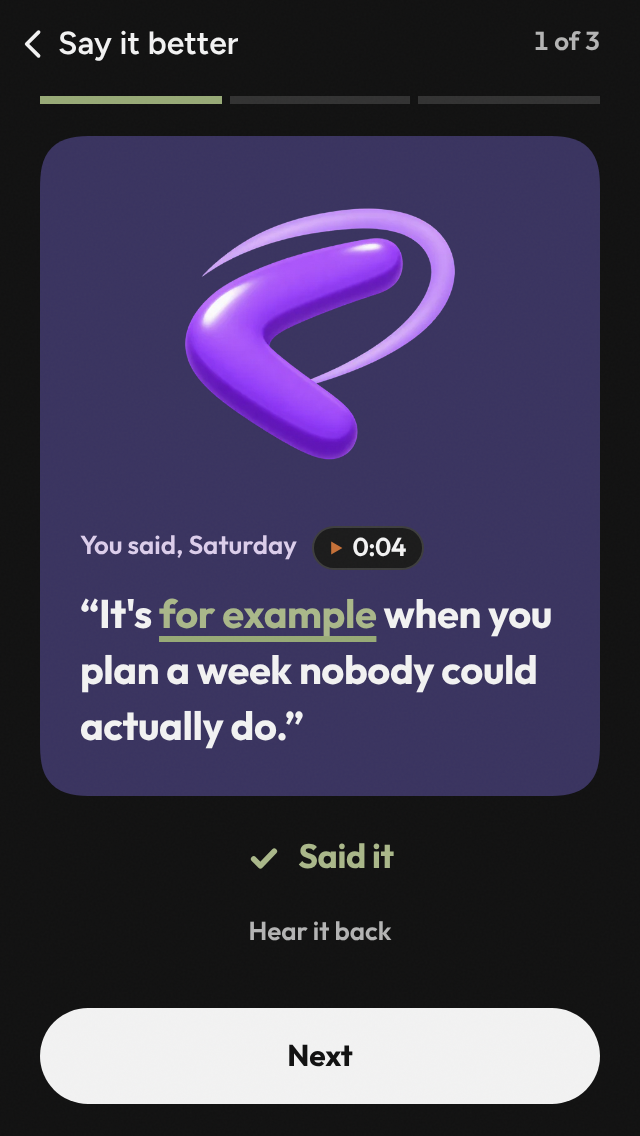 Say it better
1 of 3
You said, Saturday
0:04
“It's for example when you
plan a week nobody could
actually do.”
Said it
Hear it back
Next